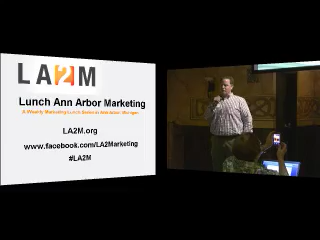 LA2M
Lunch Ann Arbor Marketing
A Weekly Marketing Lunch Series in Ann Arbor, Michigan
LA2M.org
www.facebook.com/LA2Marketing
#LA2M